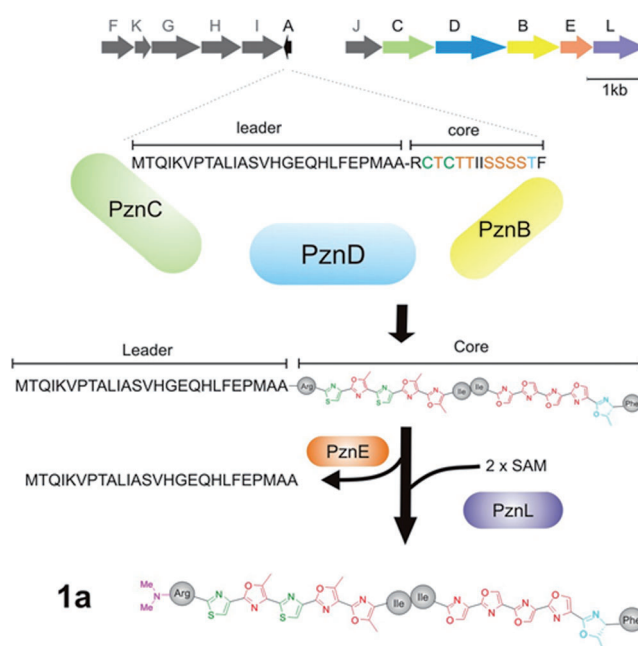 F K G H I A J C D B E L
1kb
leader core
MTQIKVPTALIASVHGEQHLFEPMAA-RCTCTTIISSSSTF
PznC
PznD
PznB
Leader Core
MTQIKVPTALIASVHGEQHLFEPMAA
Arg S N O N S N O N O N Ile Ile O N O N O N O N O N Phe
PznE
MTQIKVPTALIASVHGEQHLFEPMAA
2 x SAM
PznL
1a
Me N Me Arg S N O N S N O N O N Ile Ile O N O N O N O N O N Phe